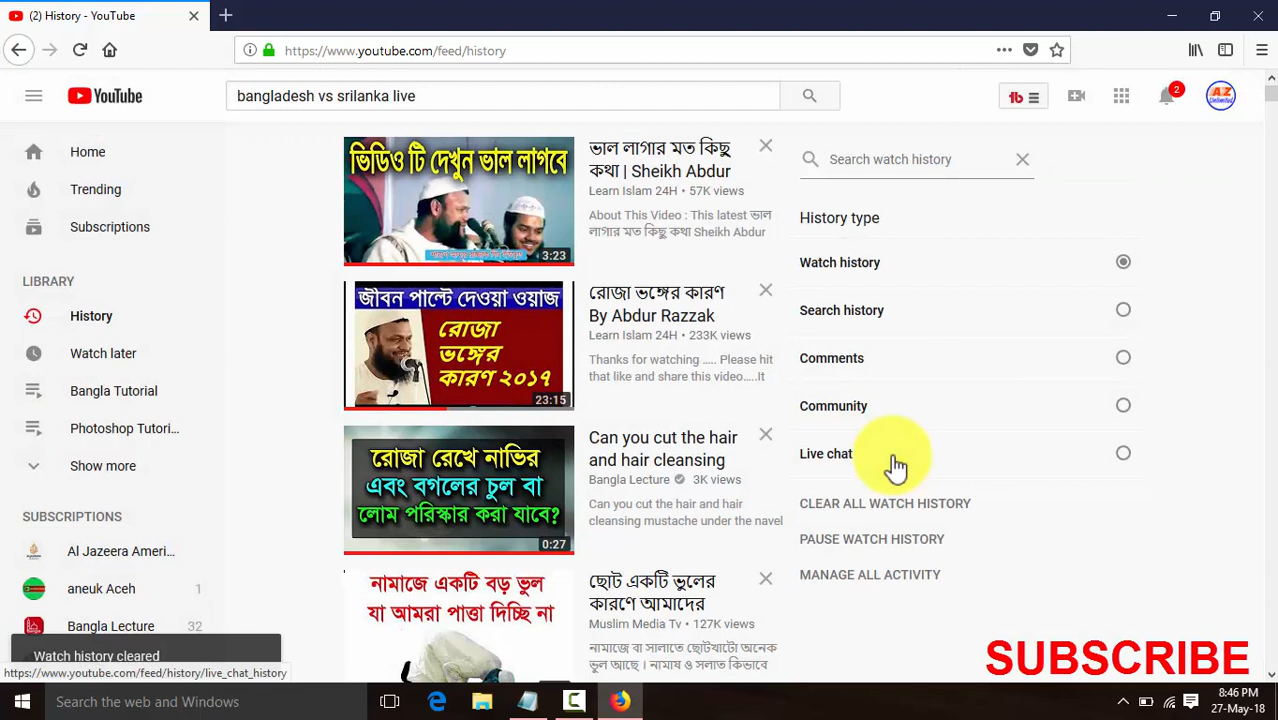 (2) History - YouTube
https://www.youtube.com/feed/history
YouTube
bangladesh vs srilanka live
2
Home
Trending
Subscriptions
LIBRARY
History
Watch later
Bangla Tutorial
Photoshop Tutori...
Show more
SUBSCRIPTIONS
Al Jazeera Ameri...
aneuk Aceh 1
Bangla Lecture 32
Watch history cleared
https://www.youtube.com/feed/history/live_chat_history
ভিডিও টি দেখুন ভাল লাগবে
3:23
ভাল লাগার মত কিছু
কথা | Sheikh Abdur
Learn Islam 24H • 57K views
About This Video : This latest ভাল
লাগার মত কিছু কথা Sheikh Abdur
জীবন পাল্টে দেওয়া ওয়াজ
রোজা
ভঙ্গের
কারণ ২০১৭
23:15
রোজা ভঙ্গের কারণ
By Abdur Razzak
Learn Islam 24H • 233K views
Thanks for watching ..... Please hit
that like and share this video.....It
রোজা রেখে নাভির
এবং বগলের চুল বা
লোম পরিস্কার করা যাবে?
0:27
Can you cut the hair
and hair cleansing
Bangla Lecture 3K views
Can you cut the hair and hair
cleansing mustache under the navel
নামাজে একটি বড় ভুল
যা আমরা পাত্তা দিচ্ছি না
ছোট একটি ভুলের
কারণে আমাদের
Muslim Media Tv • 127K views
নামাজে বা সালাতে ছোটখাটো অনেক
ভুল আছে। নামায ও সলাত কিভাবে
Search watch history
History type
Watch history
Search history
Comments
Community
Live chat
CLEAR ALL WATCH HISTORY
PAUSE WATCH HISTORY
MANAGE ALL ACTIVITY
SUBSCRIBE
Search the web and Windows
8:46 PM
27-May-18